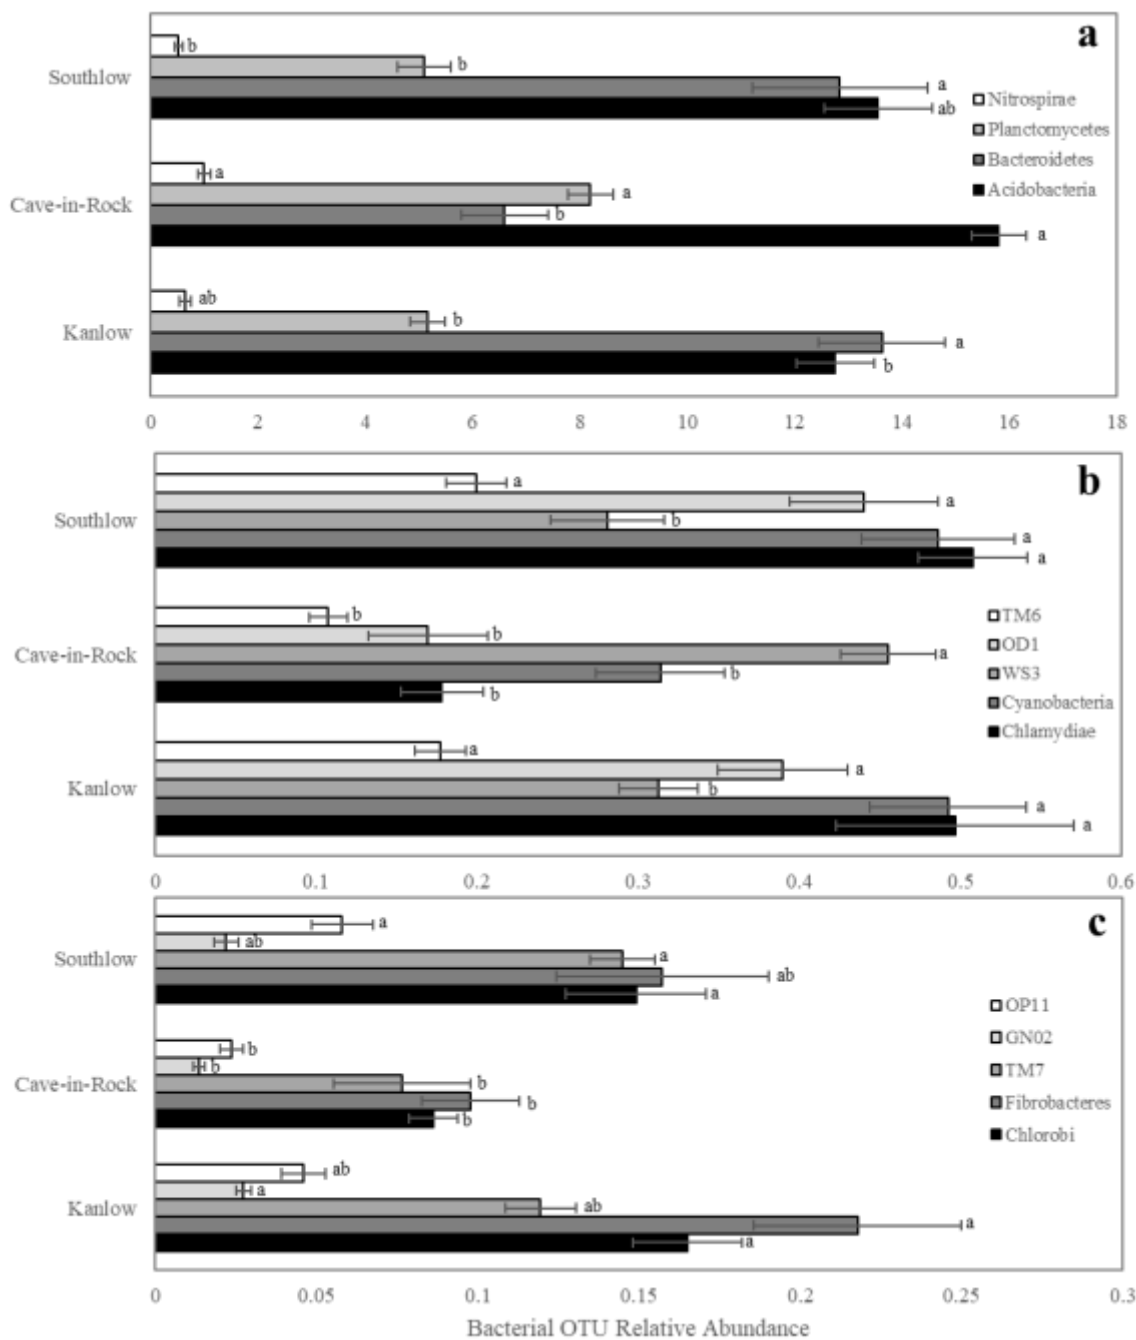 a
b
Southlow
b
a
ab
Nitrospirae
Planctomycetes
Bacteroidetes
Acidobacteria
a
Cave-in-Rock
a
b
a
ab
Kanlow
b
a
b
0 2 4 6 8 10 12 14 16 18
b
a
Southlow
a
b
a
a
TM6
OD1
WS3
Cyanobacteria
Chlamydiae
b
Cave-in-Rock
b
a
b
b
a
Kanlow
a
b
a
a
0 0.1 0.2 0.3 0.4 0.5 0.6
c
a
Southlow
ab
a
ab
a
OP11
GN02
TM7
Fibrobacteres
Chlorobi
b
Cave-in-Rock
b
b
b
b
ab
Kanlow
a
ab
a
a
0 0.05 0.1 0.15 0.2 0.25 0.3
Bacterial OTU Relative Abundance